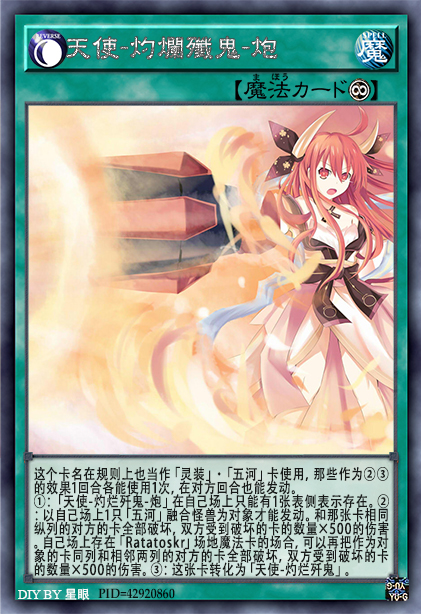 REVERSE
天使-灼爛殲鬼-炮
SPELL
魔
まほう
【魔法カード】
这个卡名在规则上也当作「灵装」・「五河」卡使用，那些作为②③
的效果1回合各能使用1次，在对方回合也能发动。
①：「天使-灼烂歼鬼-炮」在自己场上只能有1张表侧表示存在。②
：以自己场上1只「五河」融合怪兽为对象才能发动。和那张卡相同
纵列的对方的卡全部破坏，双方受到破坏的卡的数量×500的伤害
。自己场上存在「Ratatoskr」场地魔法卡的场合，可以再把作为对
象的卡同列和相邻两列的对方的卡全部破坏，双方受到破坏的卡的
数量×500的伤害。③：这张卡转化为「天使-灼烂歼鬼」。
DIY BY 星眼
PID=42920860
YU-G